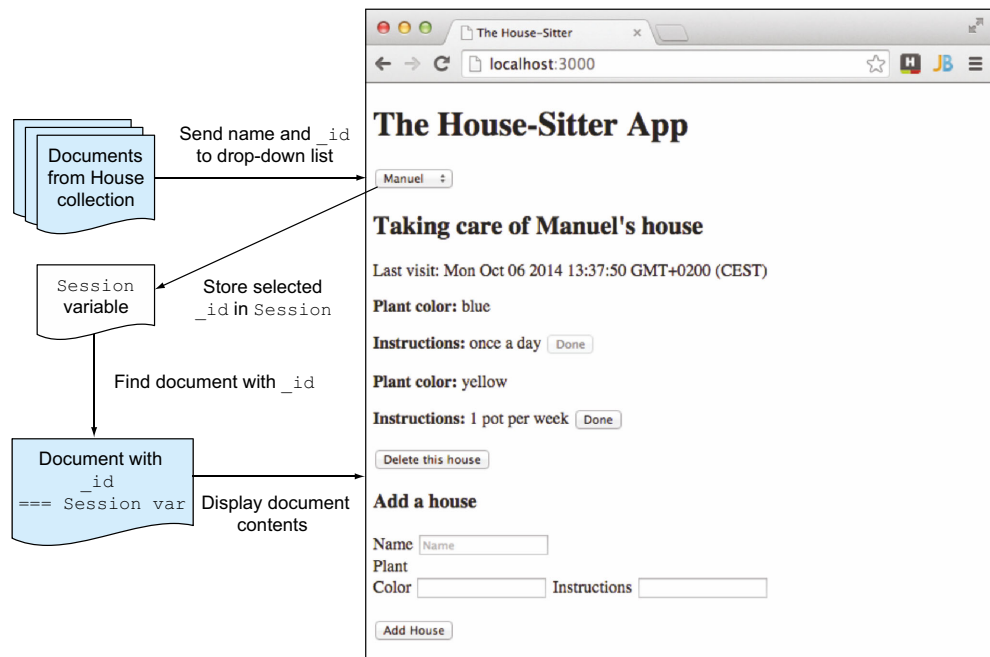 Documents
from House
collection
Send name and _id
to drop-down list
Session
variable
Store selected
_id in Session
Find document with _id
Document with
_id
=== Session var
Display document
contents
The House-Sitter
localhost:3000
H
JB
The House-Sitter App
Manuel
Taking care of Manuel's house
Last visit: Mon Oct 06 2014 13:37:50 GMT+0200 (CEST)
Plant color: blue
Instructions: once a day Done
Plant color: yellow
Instructions: 1 pot per week Done
Delete this house
Add a house
Name Name
Plant
Color Instructions
Add House